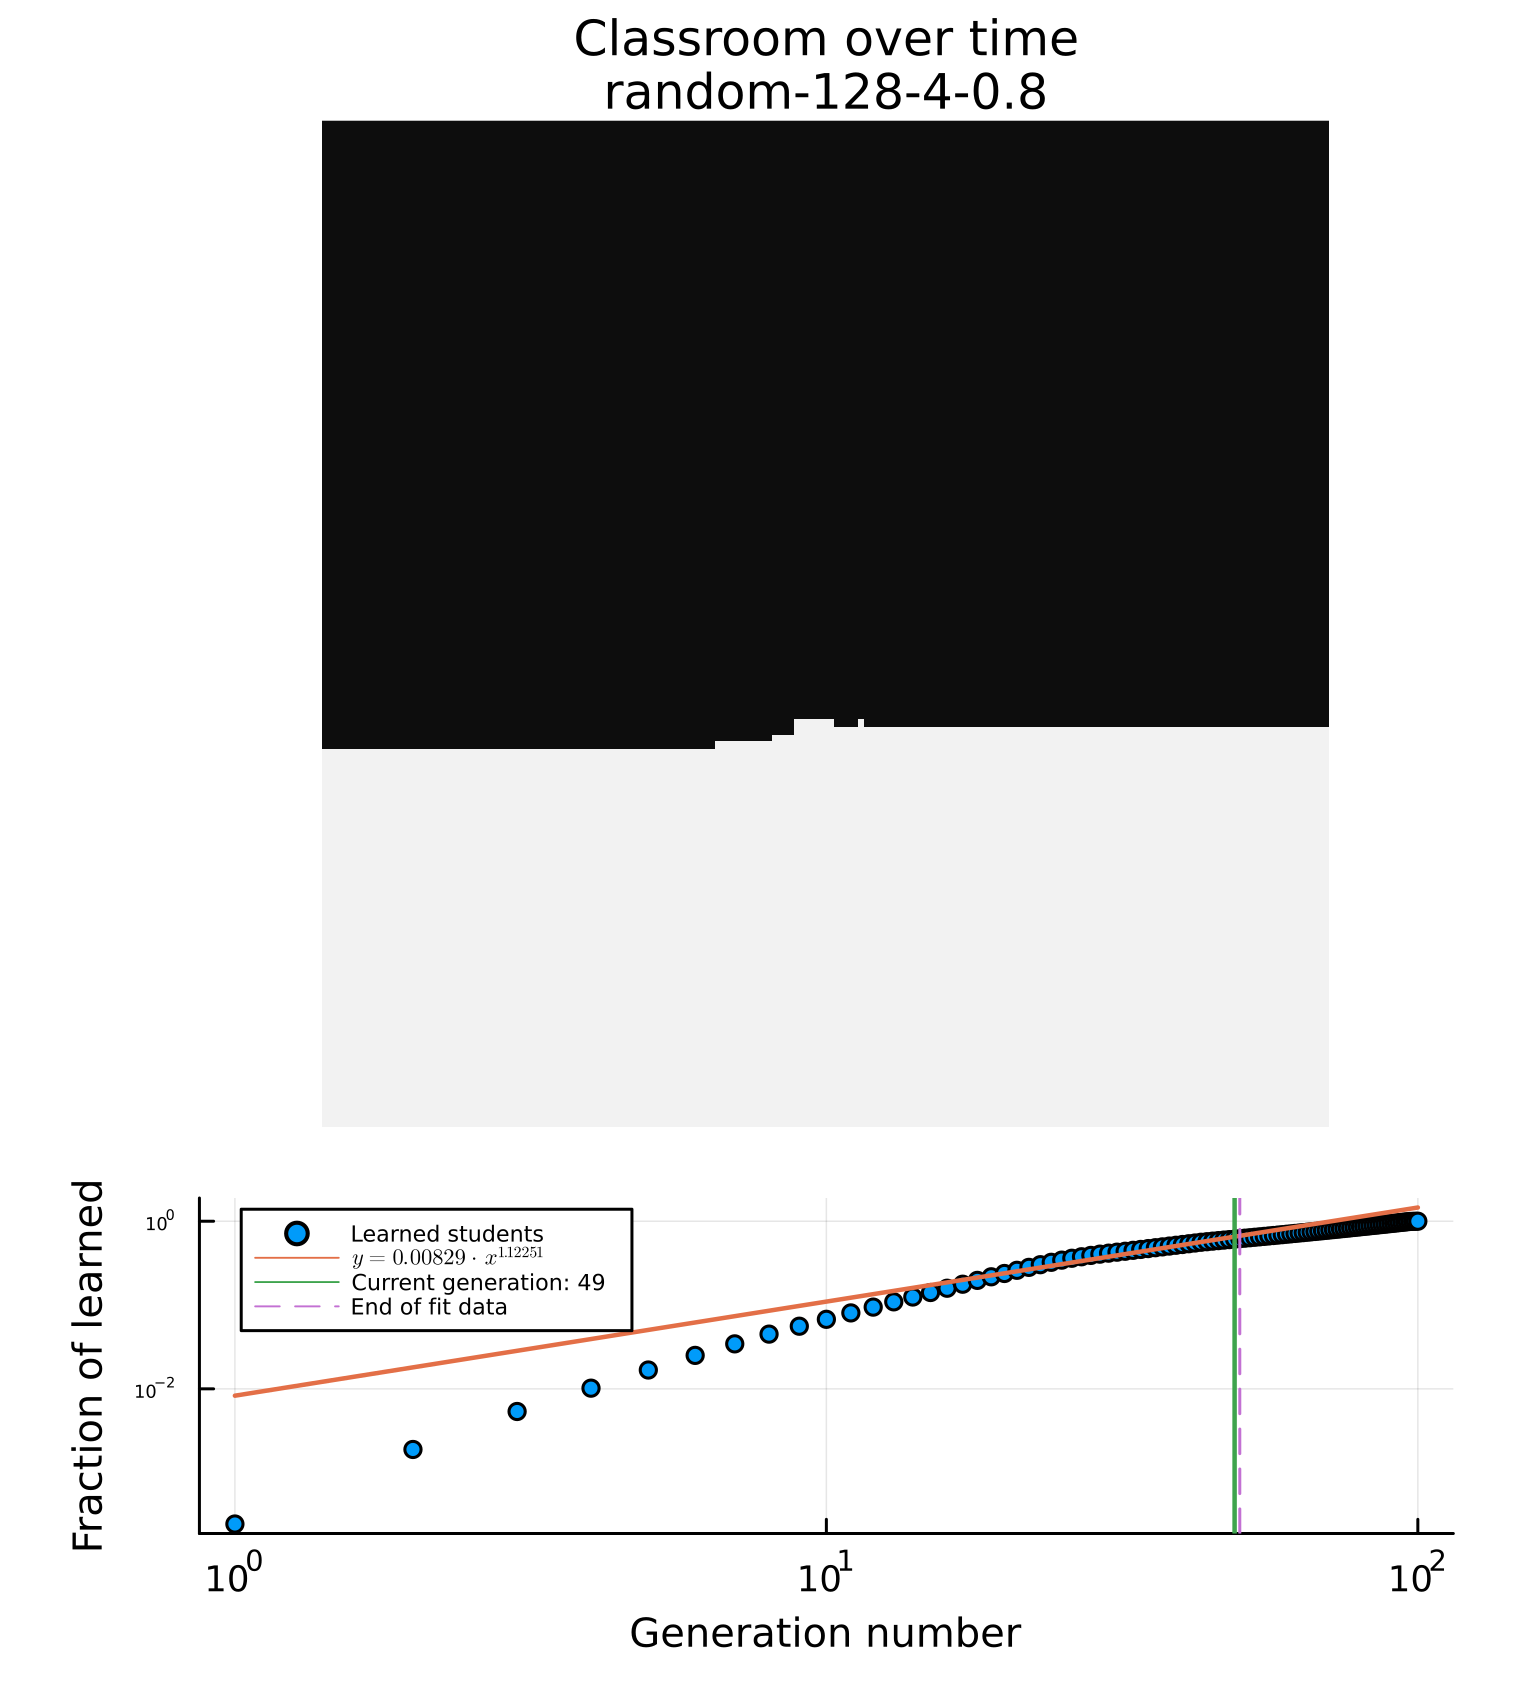 Classroom over time
random-128-4-0.8
Fraction of learned
10^0
10^-2
Learned students
y = 0.00829 · x^1.12251
Current generation: 49
End of fit data
10^0 10^1 10^2
Generation number